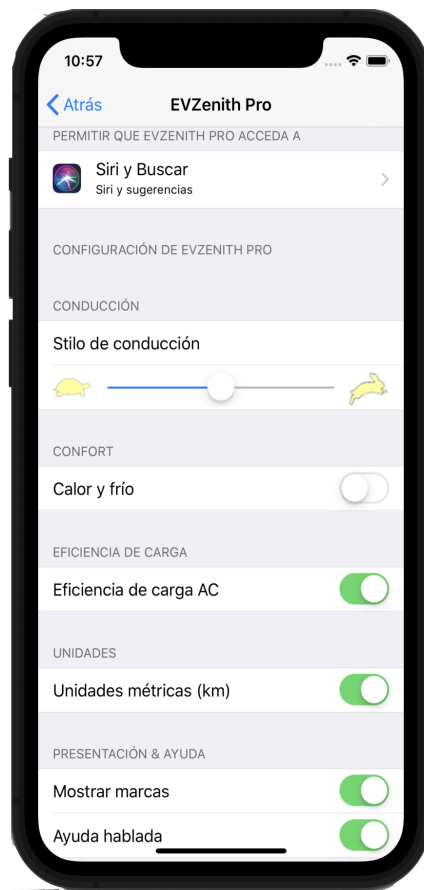 10:57
Atrás
EVZenith Pro
PERMITIR QUE EVZENITH PRO ACCEDA A
Siri y Buscar
Siri y sugerencias
CONFIGURACIÓN DE EVZENITH PRO
CONDUCCIÓN
Stilo de conducción
CONFORT
Calor y frío
EFICIENCIA DE CARGA
Eficiencia de carga AC
UNIDADES
Unidades métricas (km)
PRESENTACIÓN & AYUDA
Mostrar marcas
Ayuda hablada